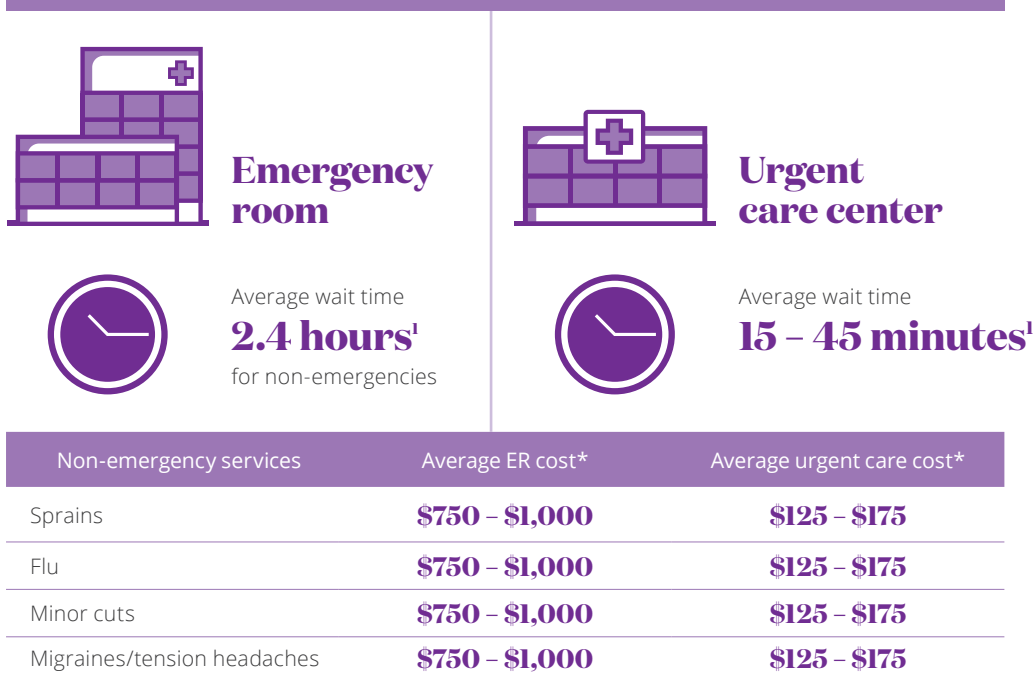 Emergency
room
Average wait time
2.4 hours¹
for non-emergencies
Urgent
care center
Average wait time
15 – 45 minutes¹
Non-emergency services Average ER cost* Average urgent care cost*
Sprains $750 – $1,000 $125 – $175
Flu $750 – $1,000 $125 – $175
Minor cuts $750 – $1,000 $125 – $175
Migraines/tension headaches $750 – $1,000 $125 – $175